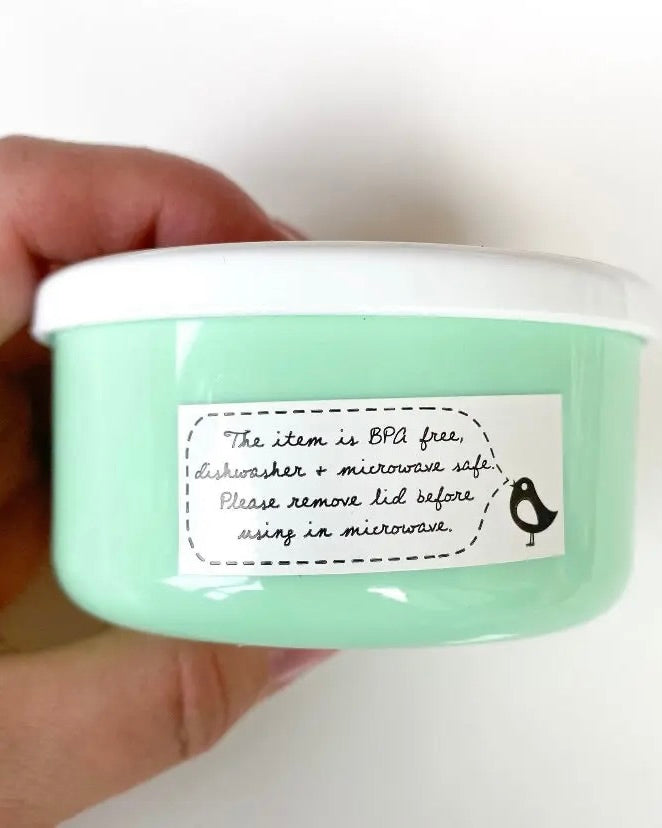 The item is BPA free,
dishwasher + microwave safe.
Please remove lid before
using in microwave.